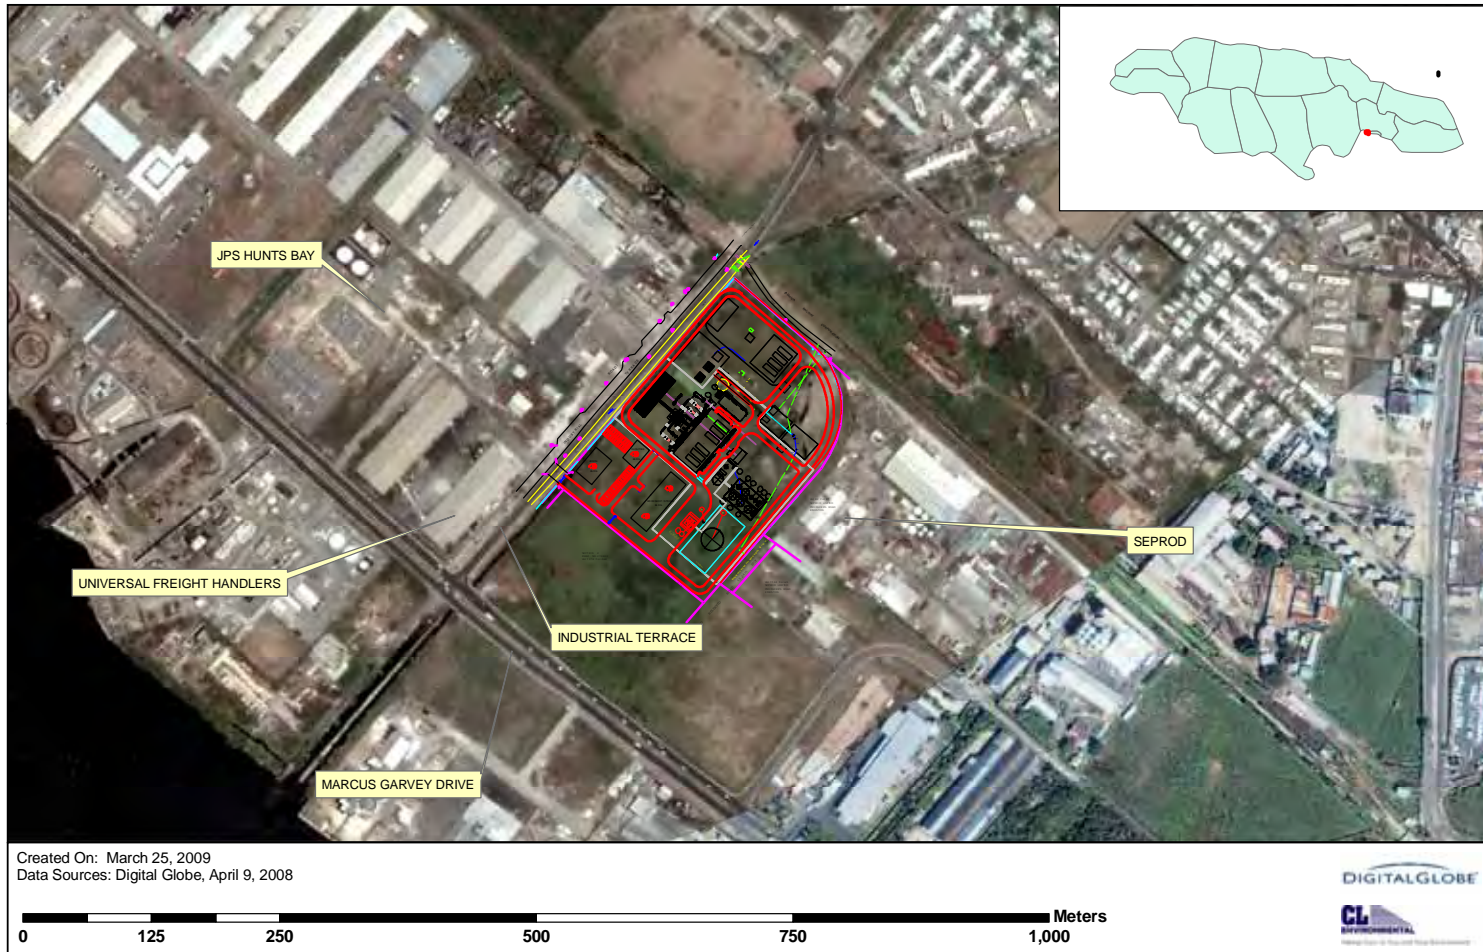 JPS HUNTS BAY
SEPROD
UNIVERSAL FREIGHT HANDLERS
INDUSTRIAL TERRACE
MARCUS GARVEY DRIVE
Created On: March 25, 2009
Data Sources: Digital Globe, April 9, 2008
DIGITALGLOBE
Meters
0 125 250 500 750 1,000
CL
ENVIRONMENTAL